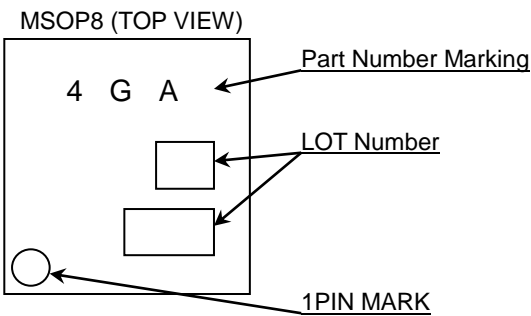 MSOP8 (TOP VIEW)
Part Number Marking
4 G A
LOT Number
1PIN MARK